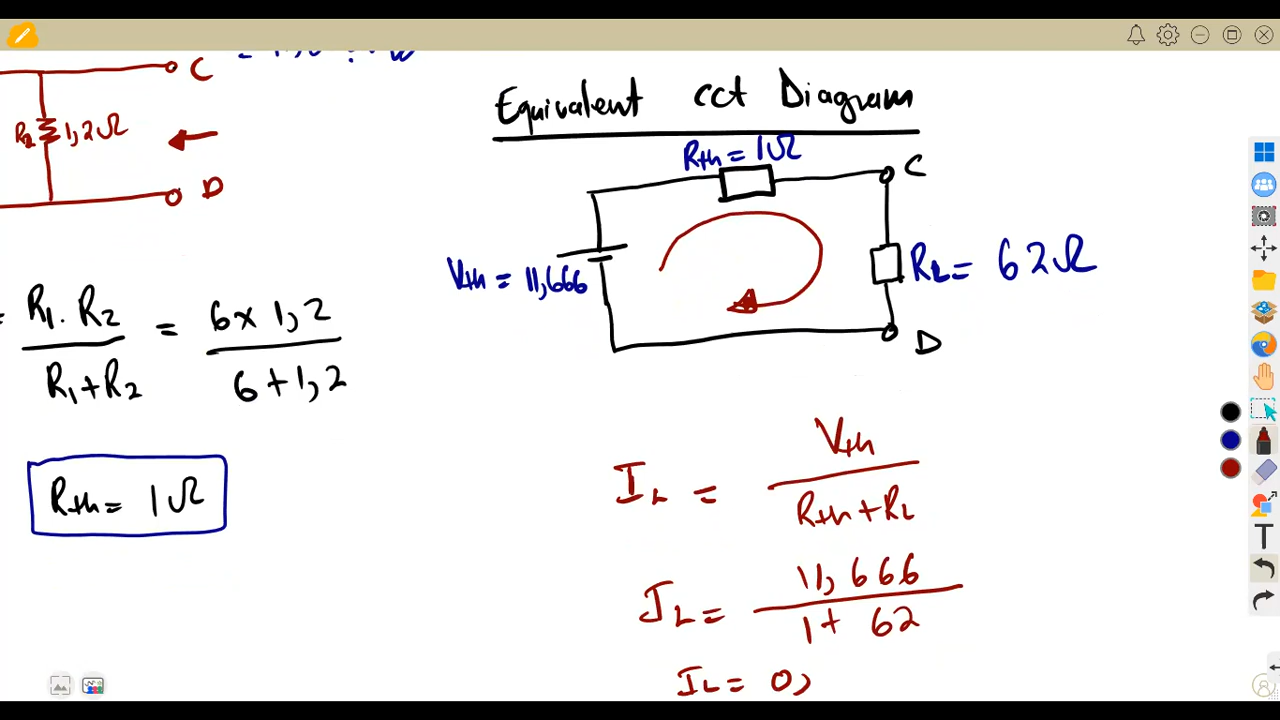 C
R₂ 1,2Ω
D
= R₁.R₂ / R₁+R₂ = 6×1,2 / 6+1,2
Rth = 1Ω
Equivalent cct Diagram
Rth = 1Ω
C
Vth = 11,666
RL = 62Ω
D
IL = Vth / Rth+RL
IL = 11,666 / 1+ 62
IL = 0,
T